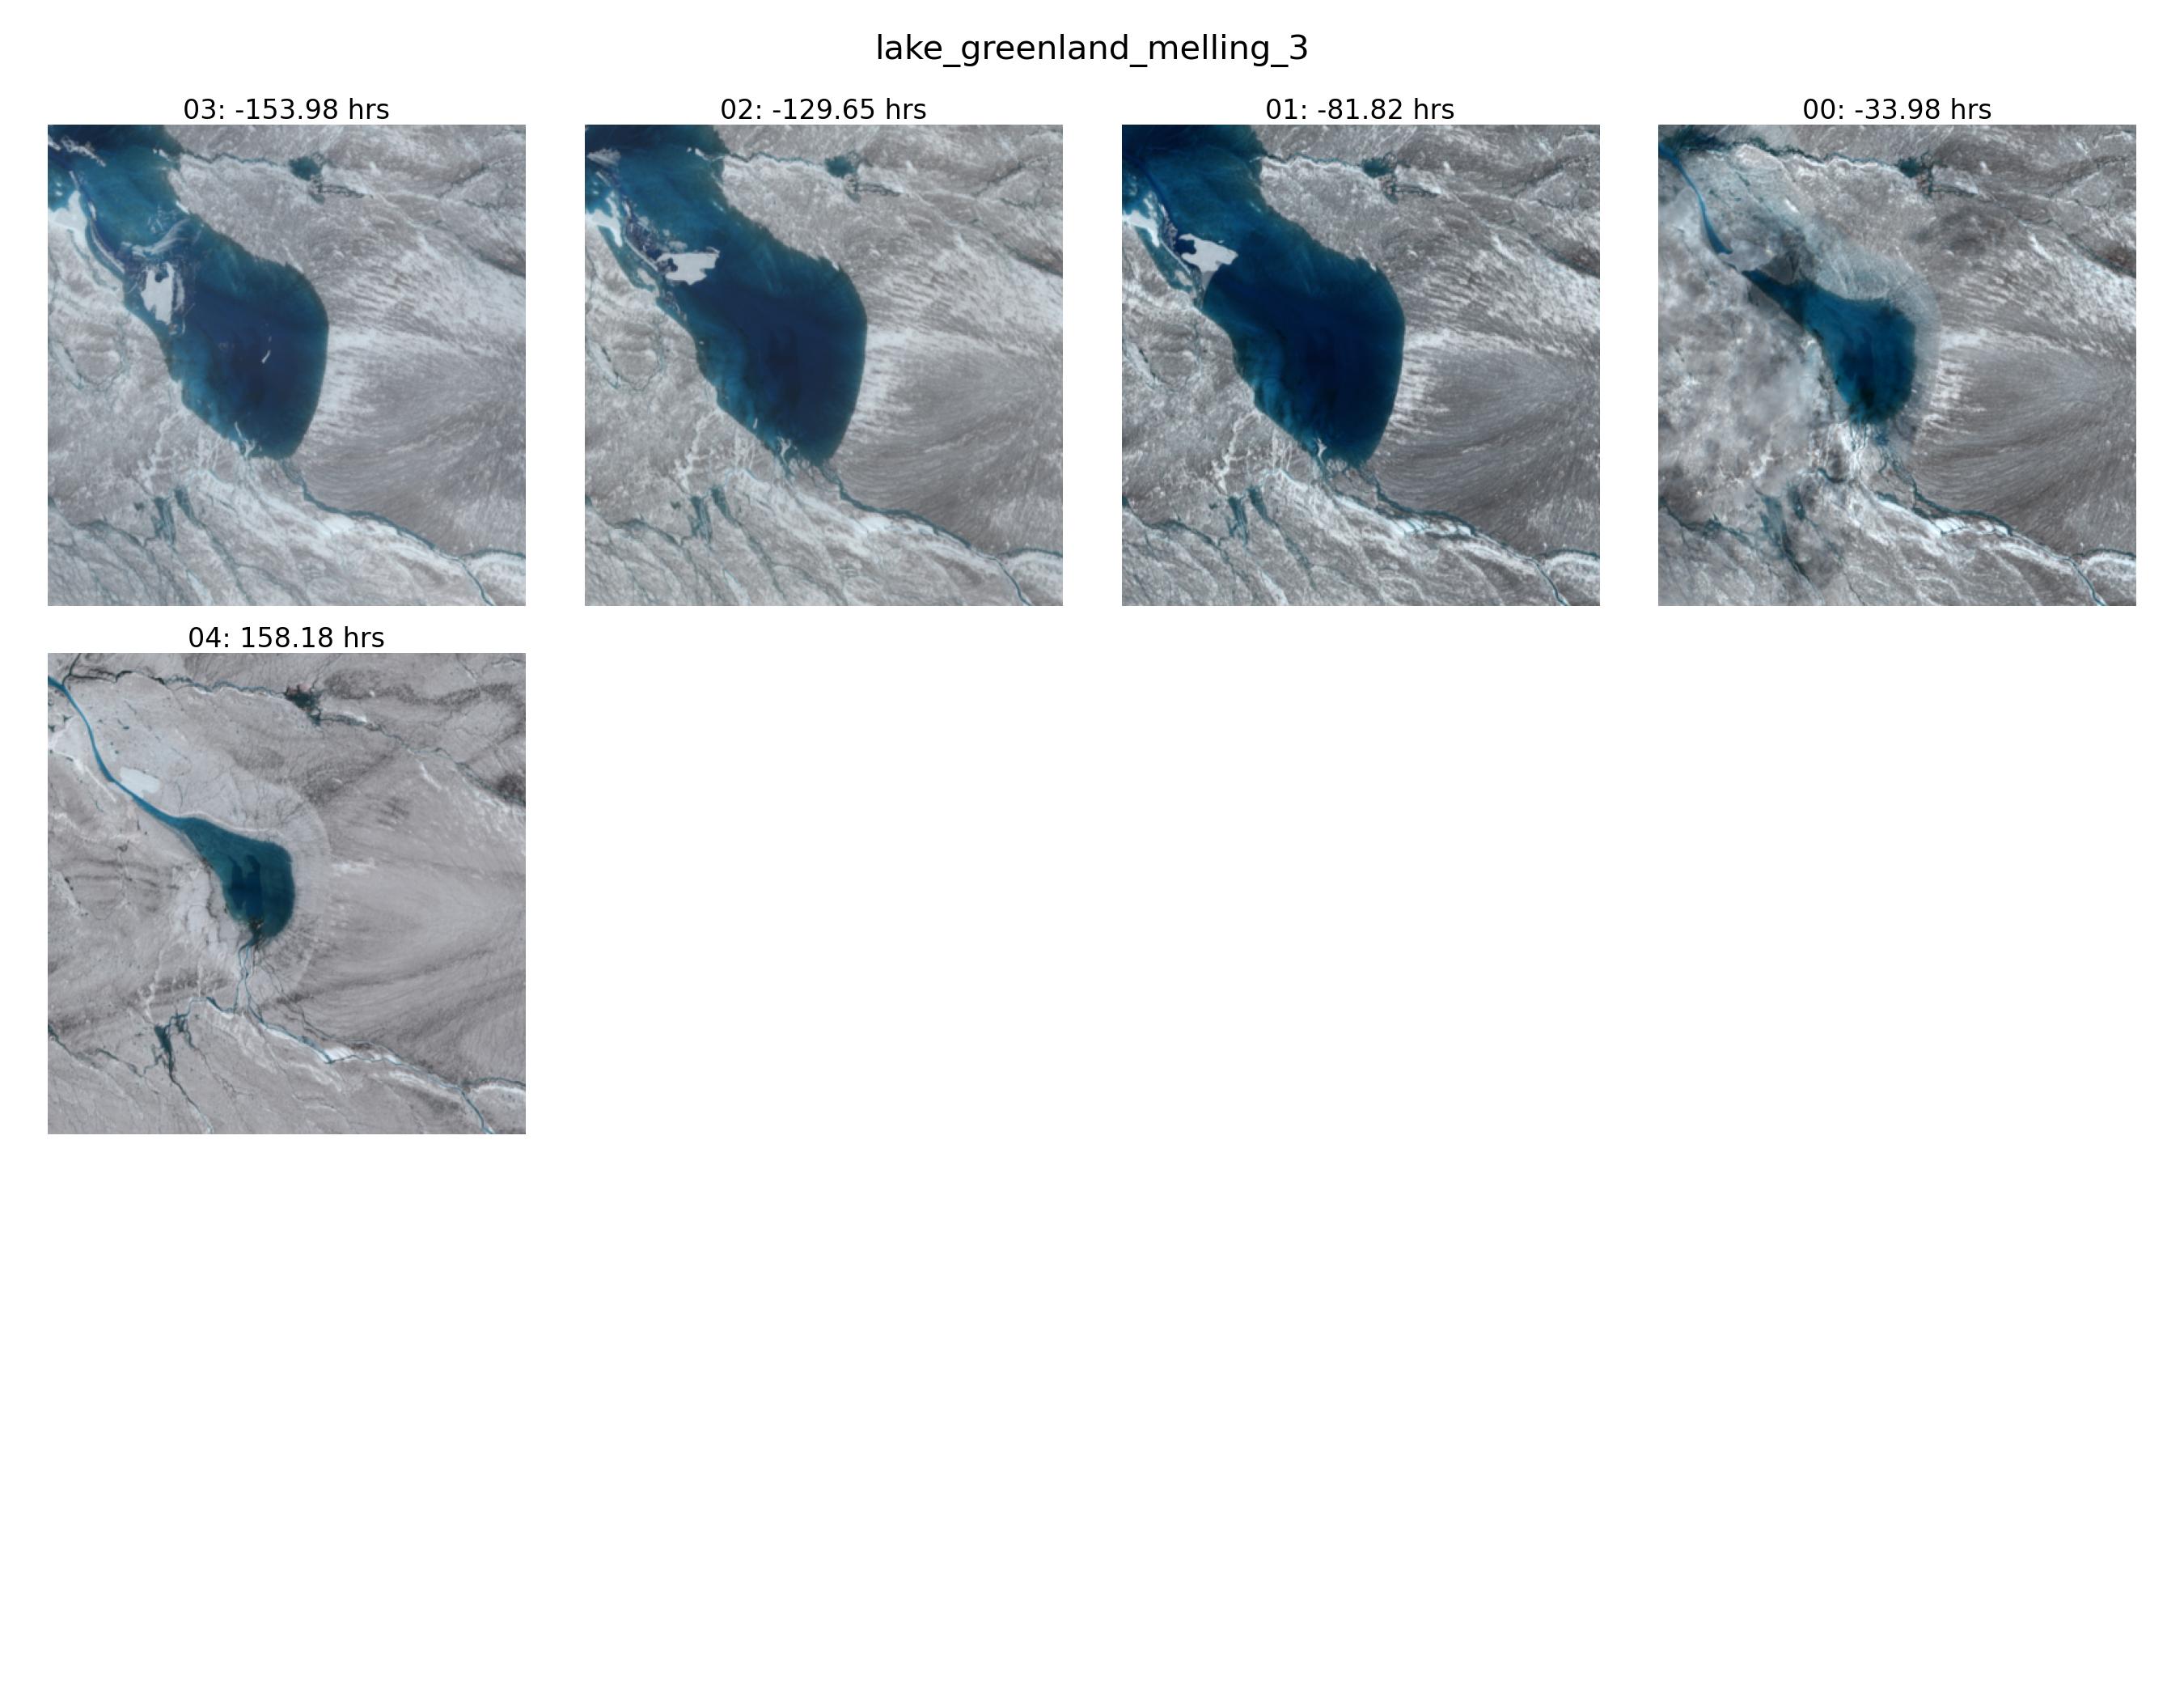 lake_greenland_melling_3
03: -153.98 hrs
02: -129.65 hrs
01: -81.82 hrs
00: -33.98 hrs
04: 158.18 hrs